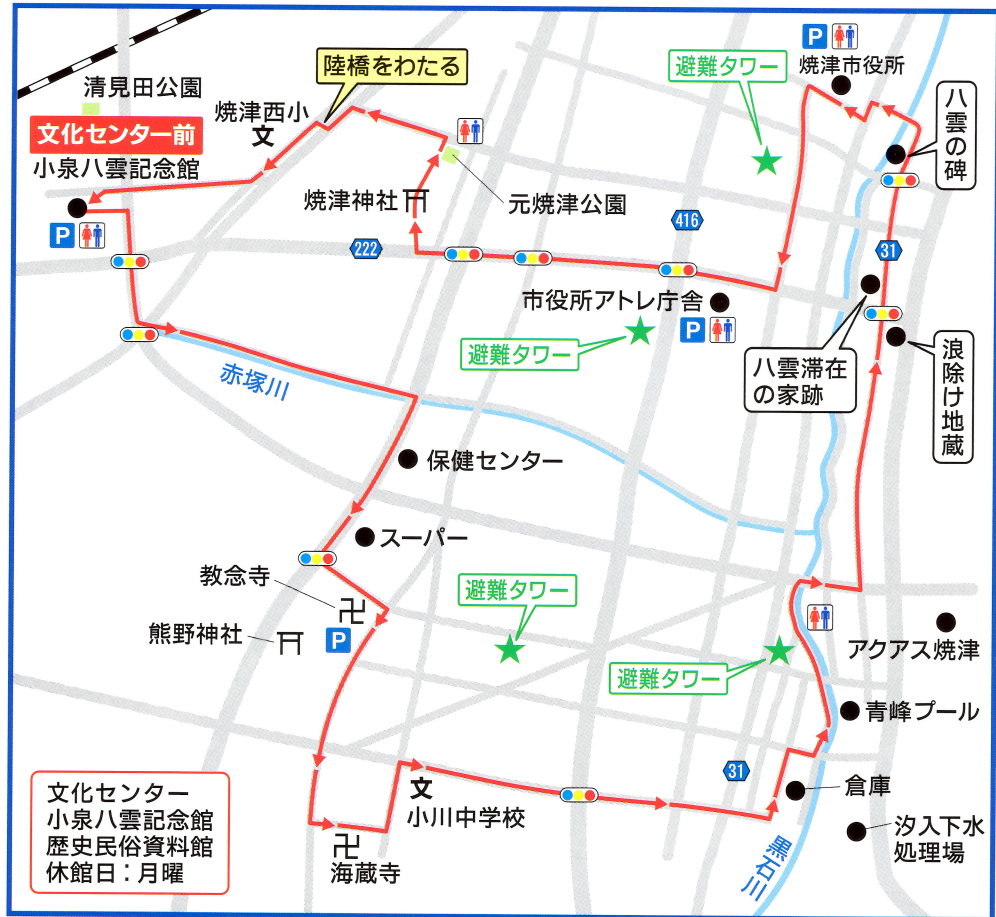 清見田公園
文化センター前
小泉八雲記念館
P
焼津西小
文
陸橋をわたる
避難タワー
P
焼津市役所
八雲の碑
焼津神社
元焼津公園
222
416
31
市役所アトレ庁舎
P
避難タワー
八雲滞在
の家跡
浪除け地蔵
赤塚川
保健センター
スーパー
教念寺
P
熊野神社
避難タワー
避難タワー
アクアス焼津
青峰プール
31
倉庫
汐入下水
処理場
黒石川
文
小川中学校
海蔵寺
文化センター
小泉八雲記念館
歴史民俗資料館
休館日：月曜